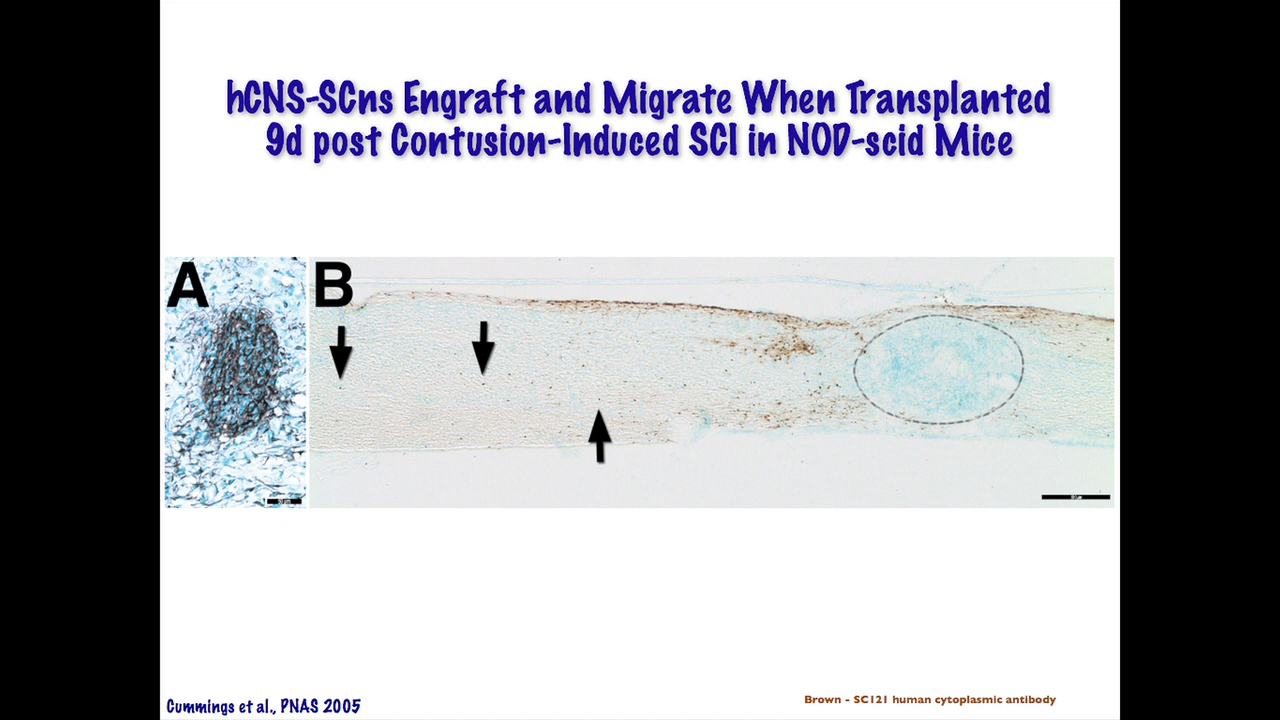 hCNS-SCns Engraft and Migrate When Transplanted
9d post Contusion-Induced SCI in NOD-scid Mice
A
B
Cummings et al., PNAS 2005
Brown - SC121 human cytoplasmic antibody